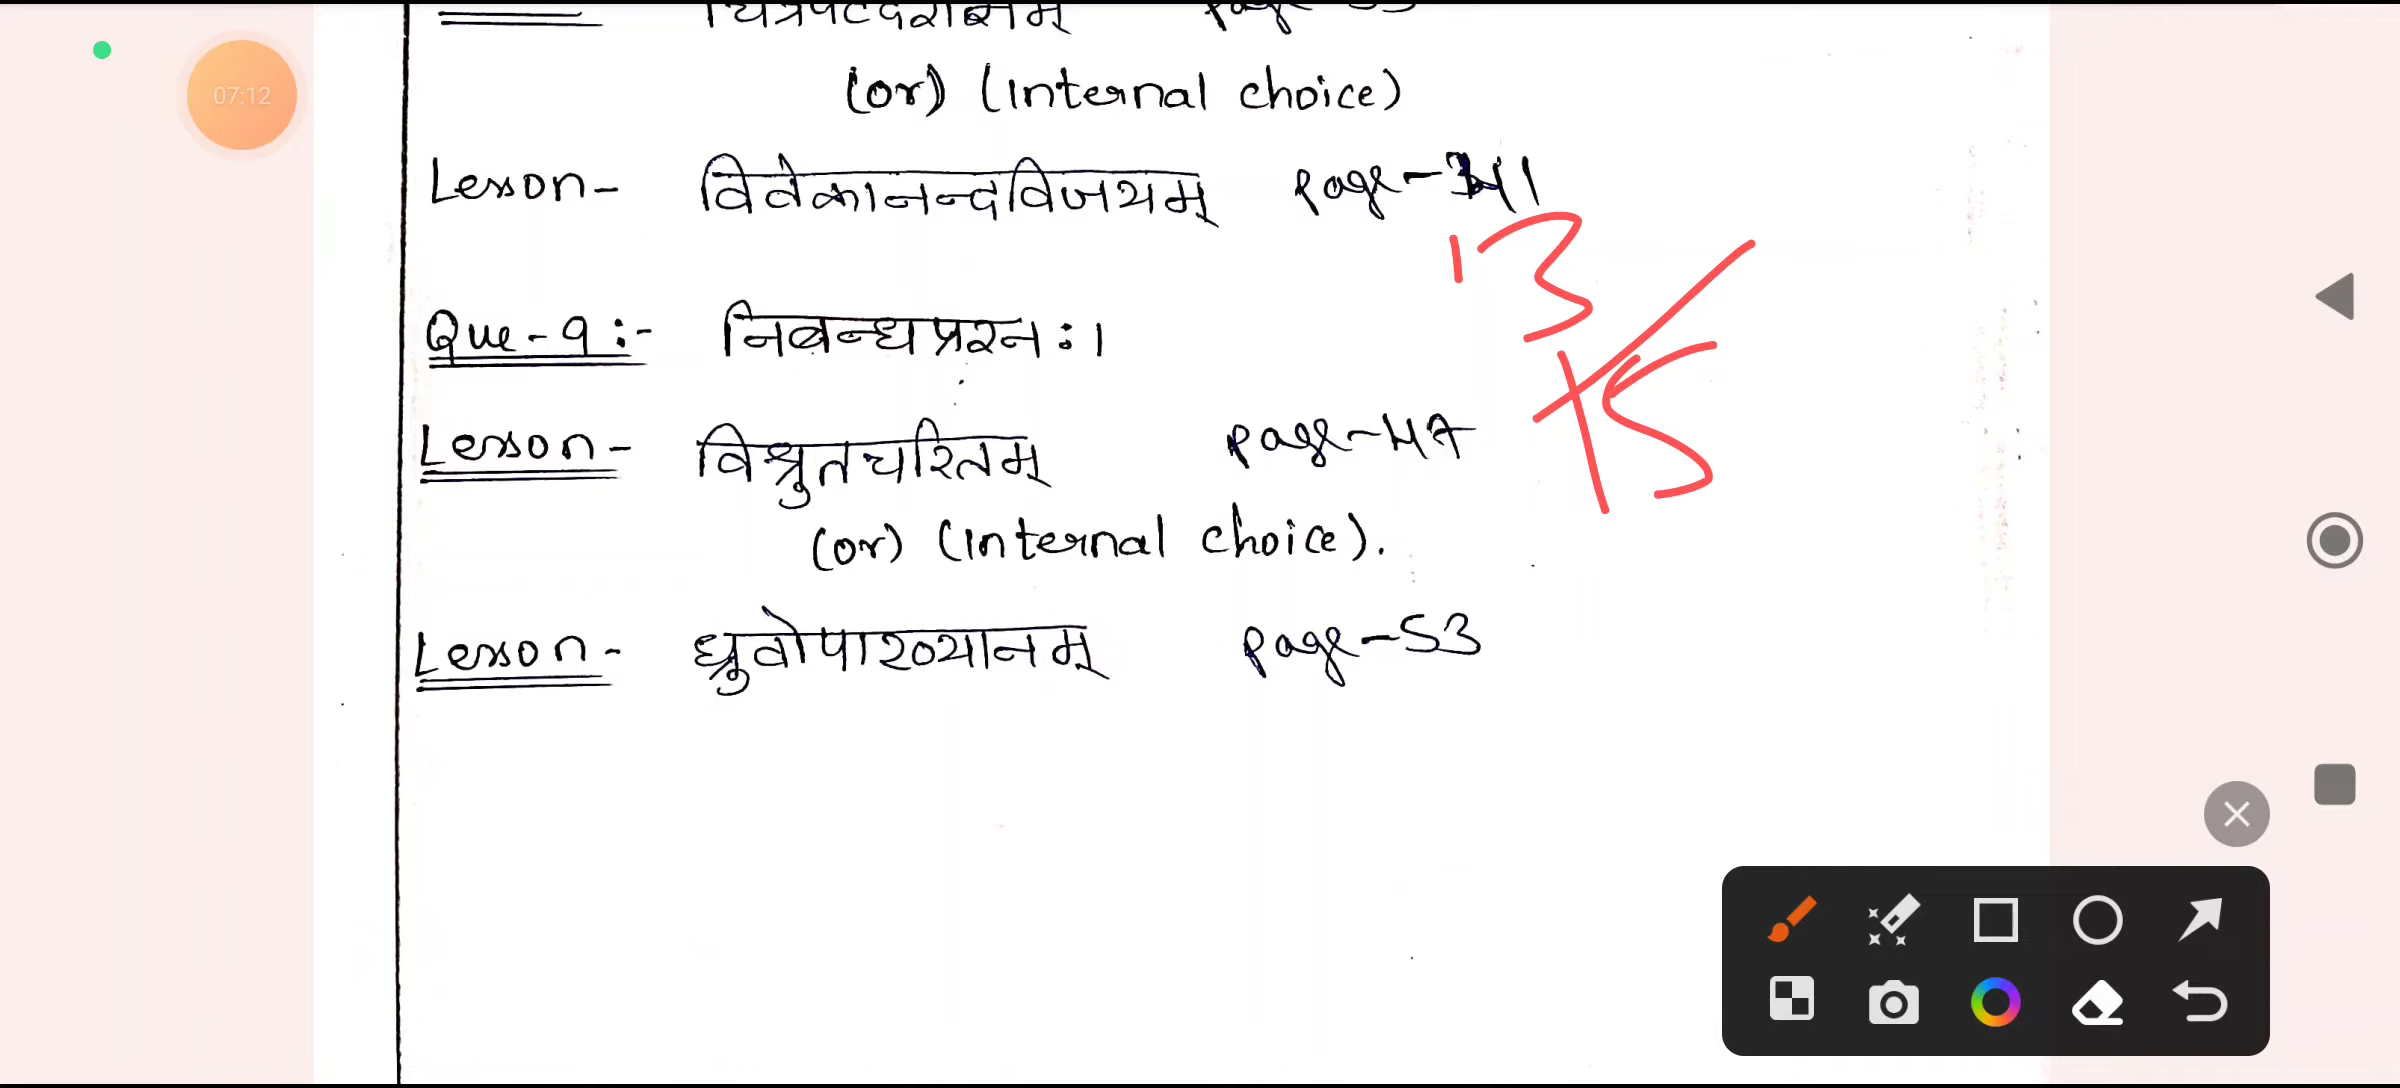 07:12
(or) (Internal choice)
Lesson- विवेकानन्दविजयम् page-41
13
Que-9:- निबन्धप्रश्नः।
15
Lesson- विश्रुतचरितम् page-47
(or) (Internal choice).
Lesson- ध्रुवोपाख्यानम् page-53